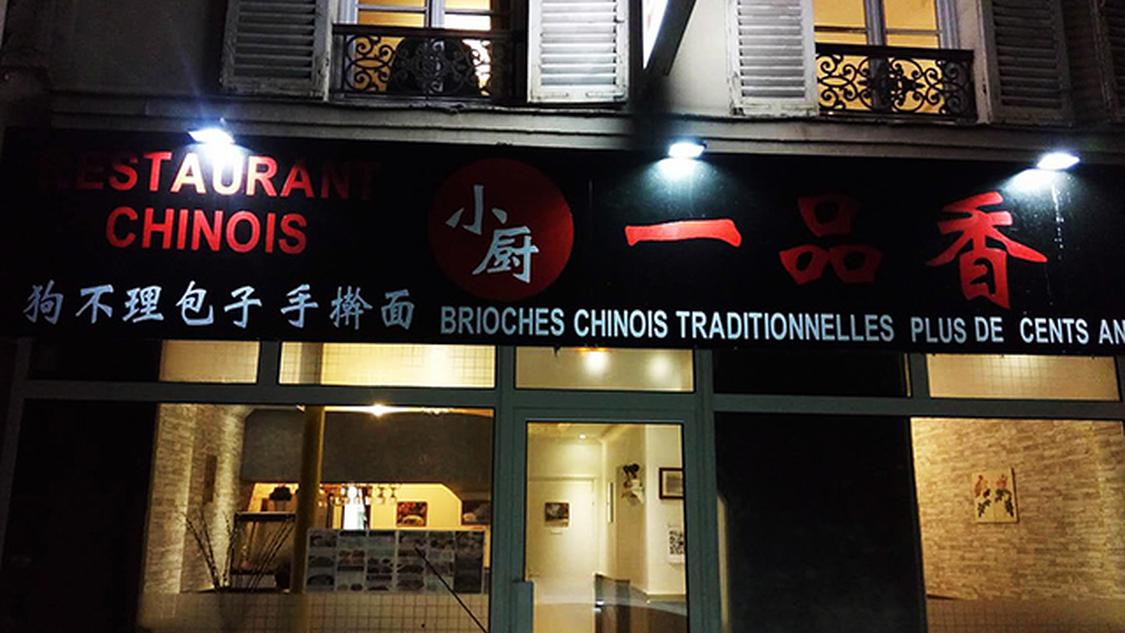 RESTAURANT
CHINOIS
小厨
一品香
狗不理包子 手擀面
BRIOCHES CHINOIS TRADITIONNELLES PLUS DE CENTS AN